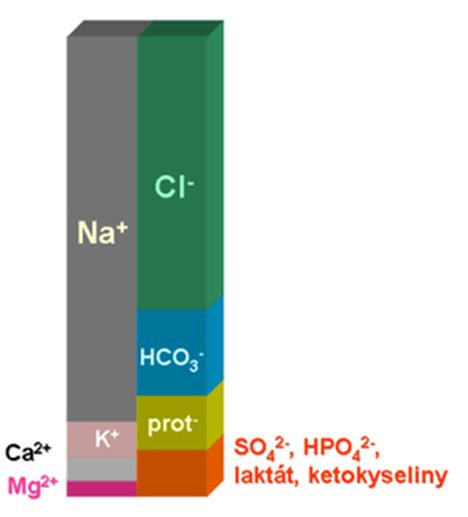 Cl⁻
Na⁺
HCO₃⁻
prot⁻
K⁺
Ca²⁺
Mg²⁺
SO₄²⁻, HPO₄²⁻,
laktát, ketokyseliny